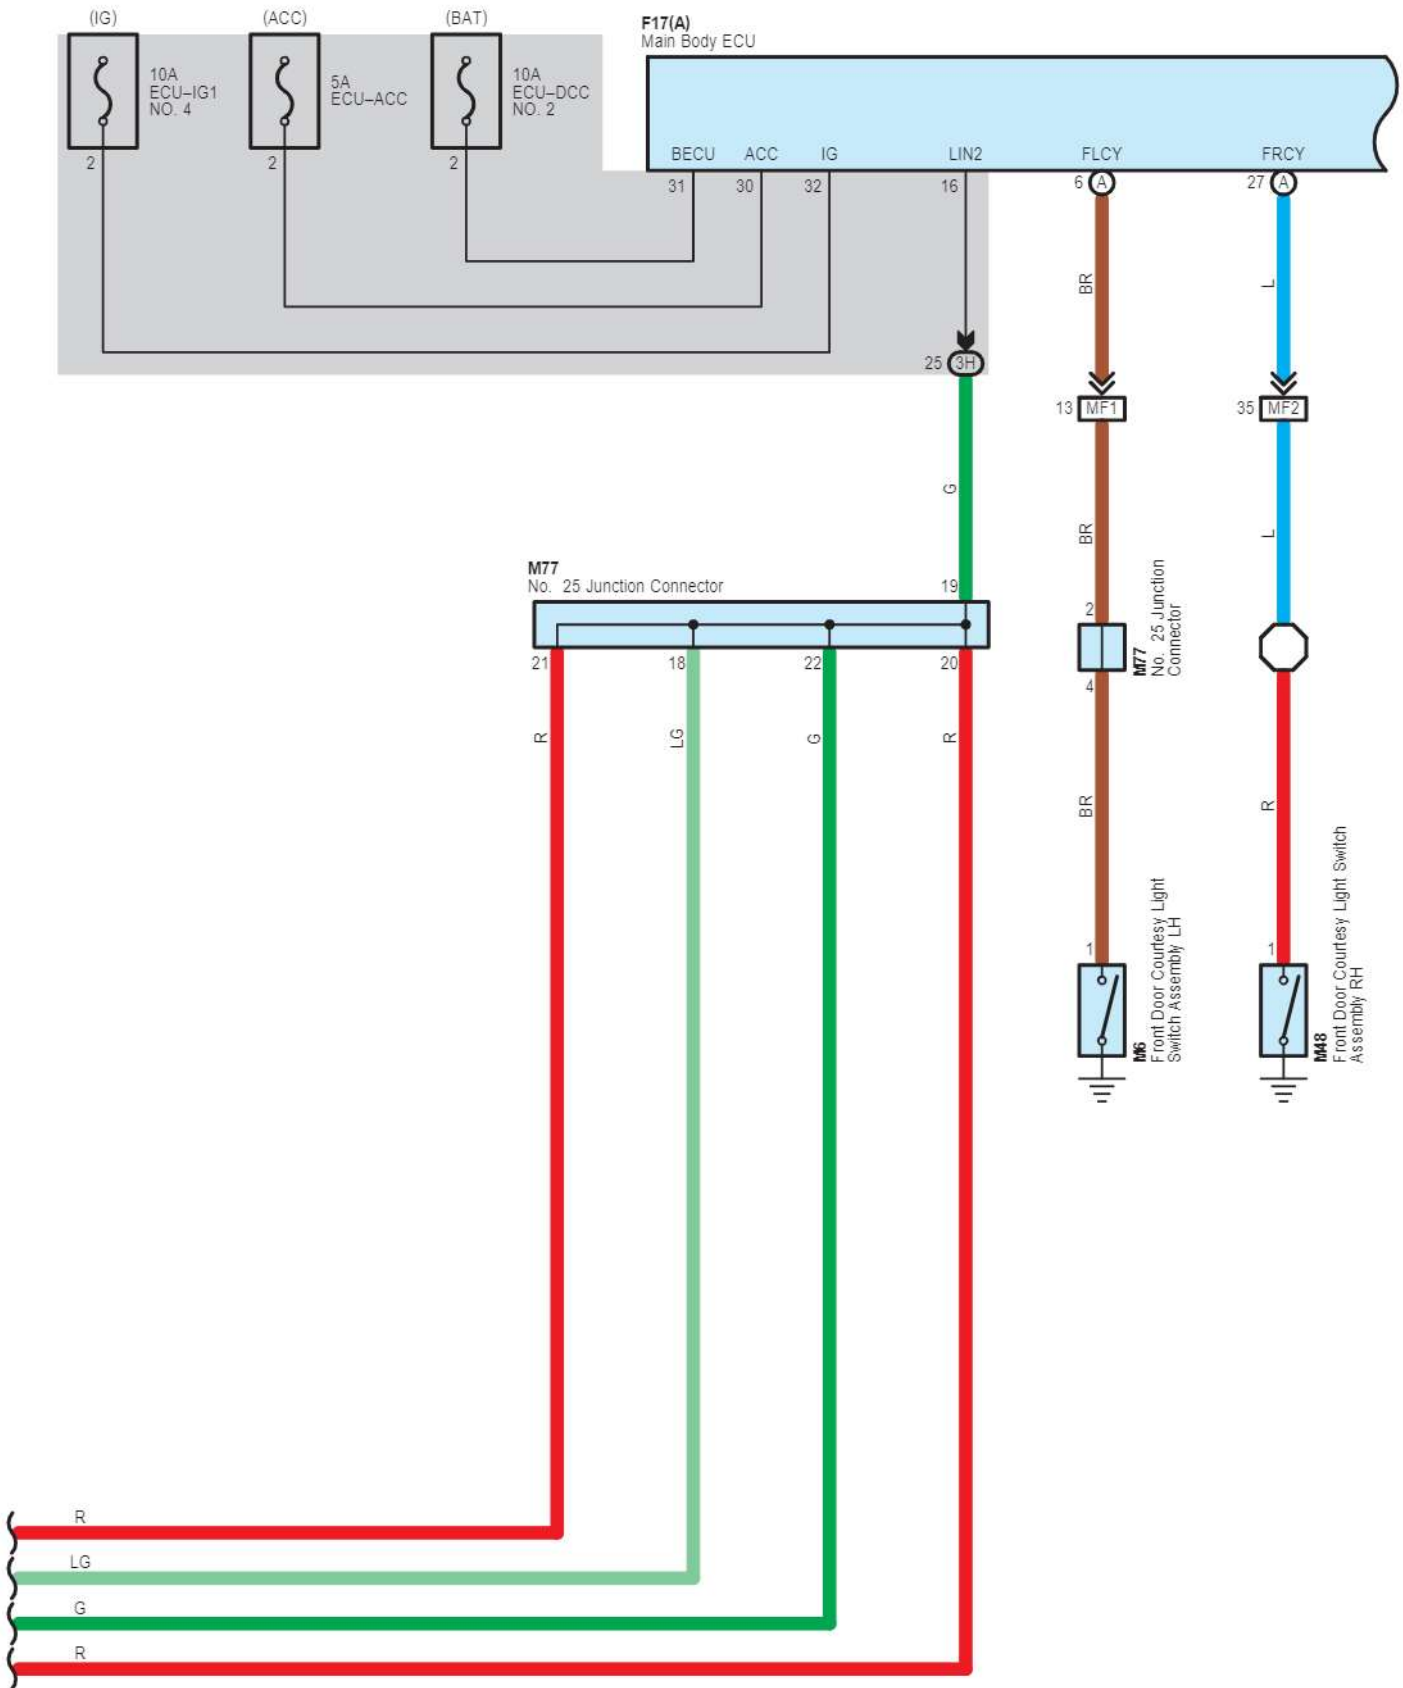 (IG)
(ACC)
(BAT)
F17(A)
Main Body ECU
10A
ECU–IG1
NO. 4
5A
ECU–ACC
10A
ECU–DCC
NO. 2
2
2
2
BECU
ACC
IG
LIN2
FLCY
FRCY
31
30
32
16
6
A
27
A
BR
L
25
3H
13
MF1
35
MF2
G
BR
L
M77
No. 25 Junction Connector
19
2
M77
No. 25 Junction
Connector
21
18
22
20
4
R
LG
G
R
BR
R
1
1
M6
Front Door Courtesy Light
Switch Assembly LH
M48
Front Door Courtesy Light Switch
Assembly RH
R
LG
G
R